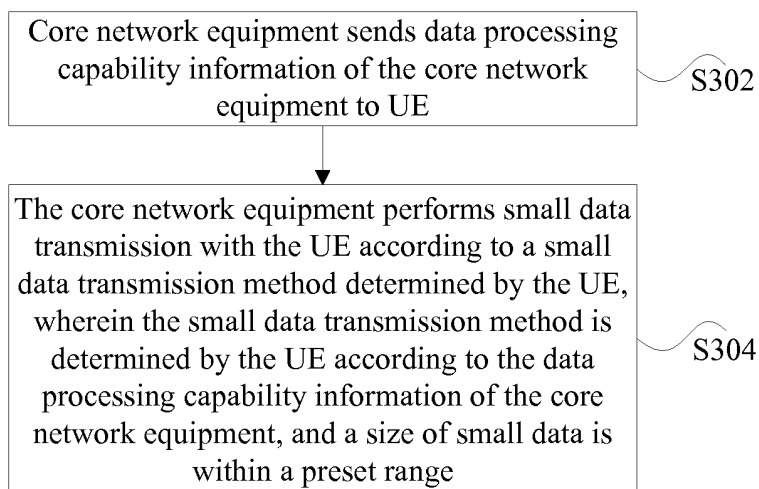 Core network equipment sends data processing
capability information of the core network
equipment to UE
S302
The core network equipment performs small data
transmission with the UE according to a small
data transmission method determined by the UE,
wherein the small data transmission method is
determined by the UE according to the data
processing capability information of the core
network equipment, and a size of small data is
within a preset range
S304